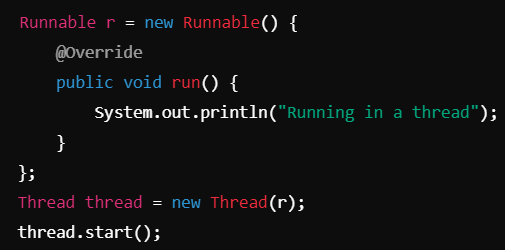 Runnable r = new Runnable() {
    @Override
    public void run() {
        System.out.println("Running in a thread");
    }
};
Thread thread = new Thread(r);
thread.start();